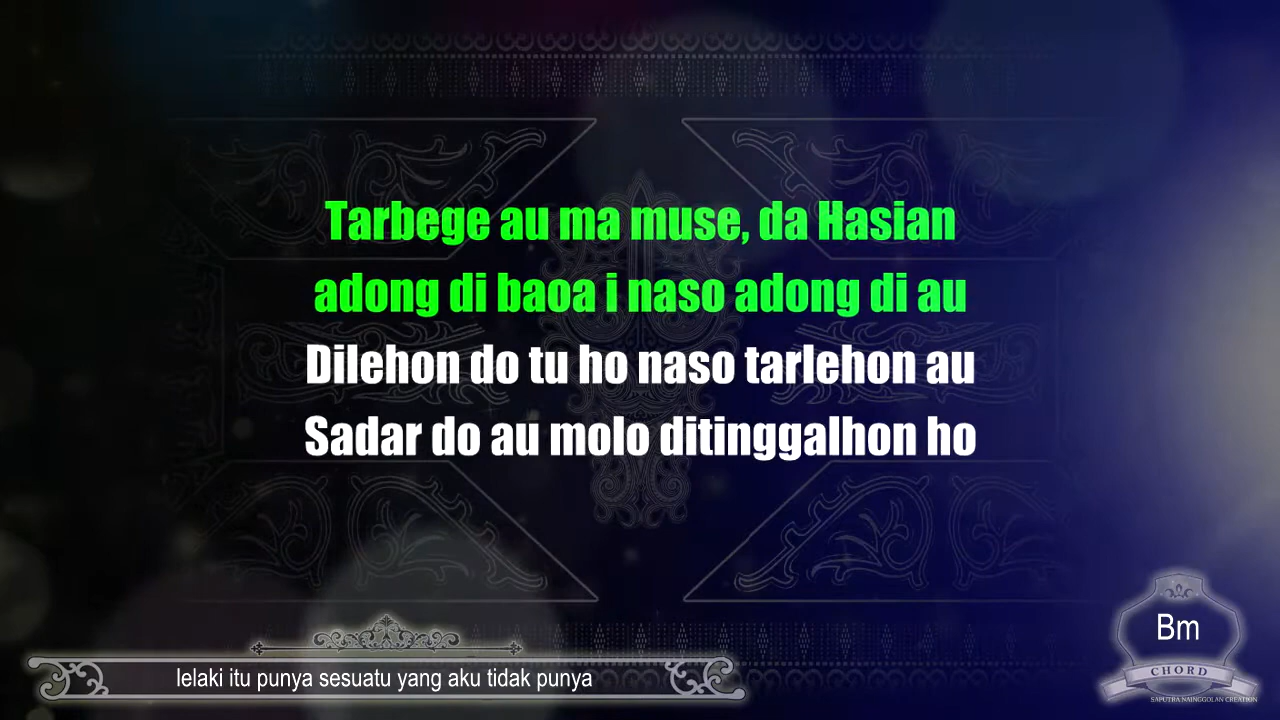 Tarbege au ma muse, da Hasian
adong di baoa i naso adong di au
Dilehon do tu ho naso tarlehon au
Sadar do au molo ditinggalhon ho
lelaki itu punya sesuatu yang aku tidak punya
Bm
CHORD
SAPUTRA NAINGGOLAN CREATION